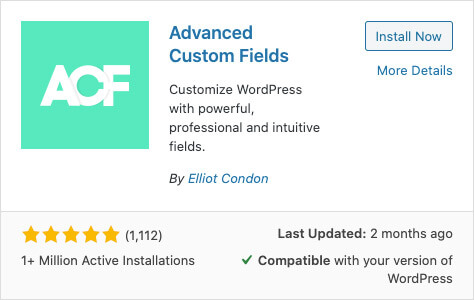 ACF
Advanced
Custom Fields
Install Now
More Details
Customize WordPress
with powerful,
professional and intuitive
fields.
By Elliot Condon
(1,112)
1+ Million Active Installations
Last Updated: 2 months ago
Compatible with your version of
WordPress